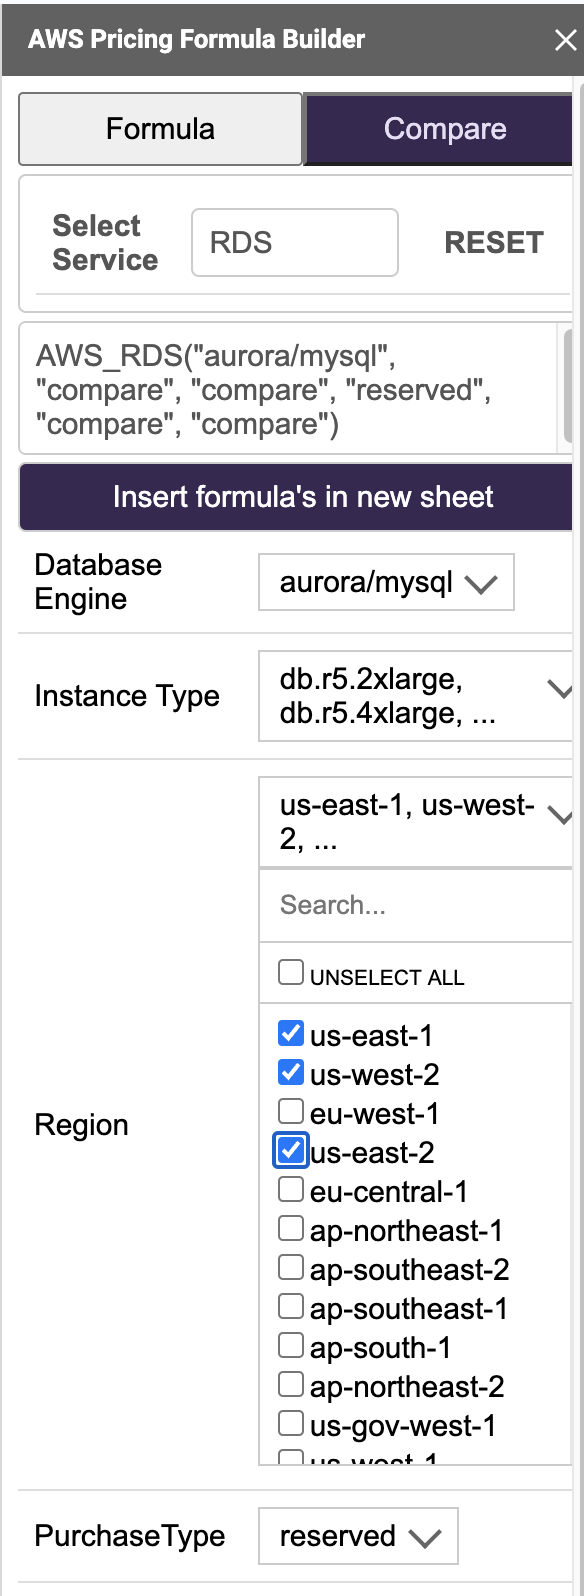 AWS Pricing Formula Builder
Formula
Compare
Select
Service
RDS
RESET
AWS_RDS("aurora/mysql",
"compare", "compare", "reserved",
"compare", "compare")
Insert formula's in new sheet
Database
Engine
aurora/mysql
Instance Type
db.r5.2xlarge,
db.r5.4xlarge, ...
Region
us-east-1, us-west-
2, ...
Search...
UNSELECT ALL
us-east-1
us-west-2
eu-west-1
us-east-2
eu-central-1
ap-northeast-1
ap-southeast-2
ap-southeast-1
ap-south-1
ap-northeast-2
us-gov-west-1
us-west-1
PurchaseType
reserved